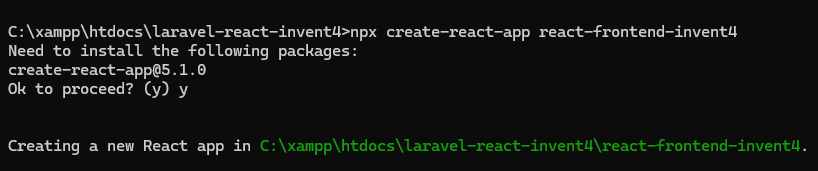 C:\xampp\htdocs\laravel-react-invent4>npx create-react-app react-frontend-invent4
Need to install the following packages:
create-react-app@5.1.0
Ok to proceed? (y) y
Creating a new React app in C:\xampp\htdocs\laravel-react-invent4\react-frontend-invent4.